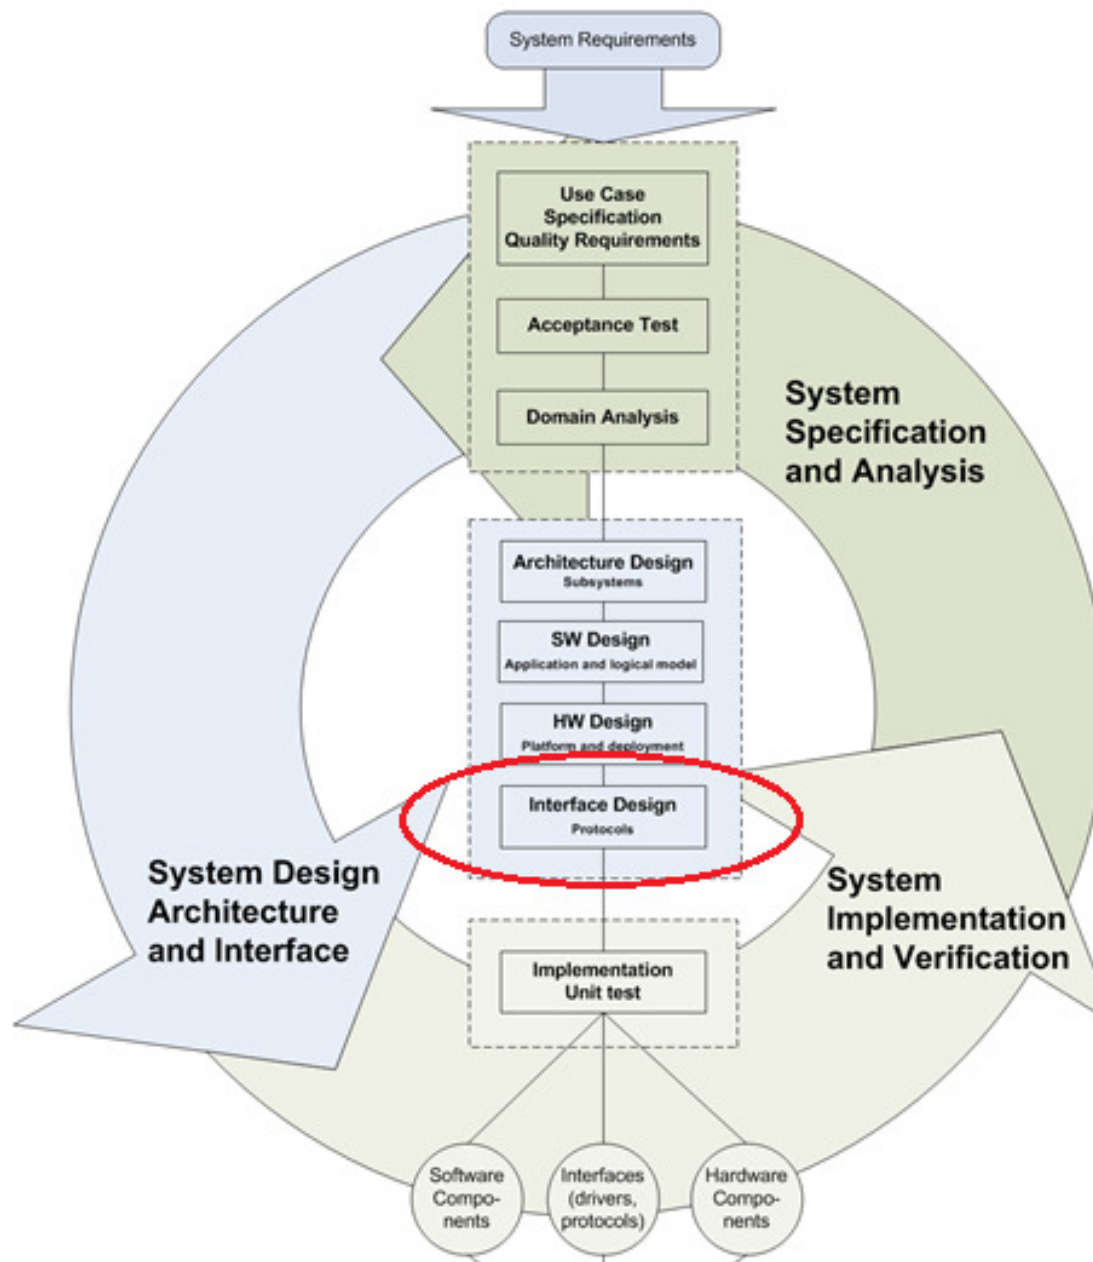 System Requirements
Use Case
Specification
Quality Requirements
Acceptance Test
Domain Analysis
System
Specification
and Analysis
Architecture Design
Subsystems
SW Design
Application and logical model
HW Design
Platform and deployment
Interface Design
Protocols
System Design
Architecture
and Interface
System
Implementation
and Verification
Implementation
Unit test
Software
Compo-
nents
Interfaces
(drivers,
protocols)
Hardware
Compo-
nents